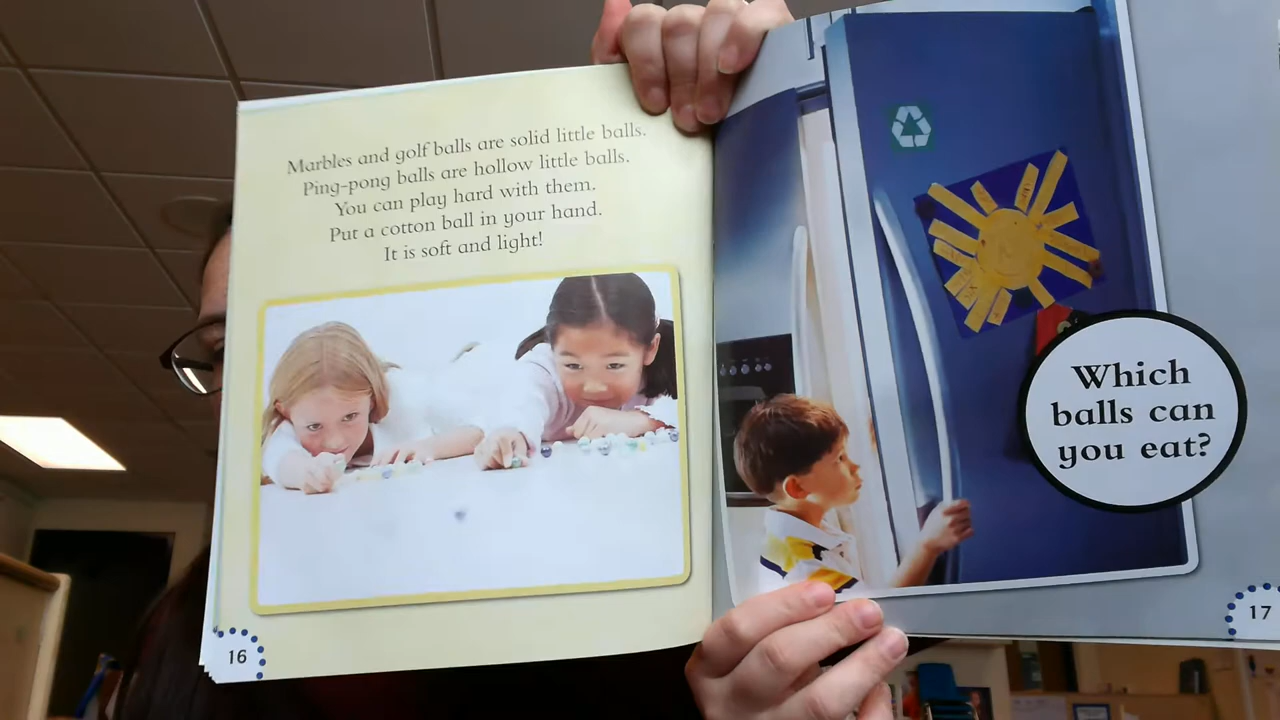 Marbles and golf balls are solid little balls.
Ping-pong balls are hollow little balls.
You can play hard with them.
Put a cotton ball in your hand.
It is soft and light!
16
Which
balls can
you eat?
17